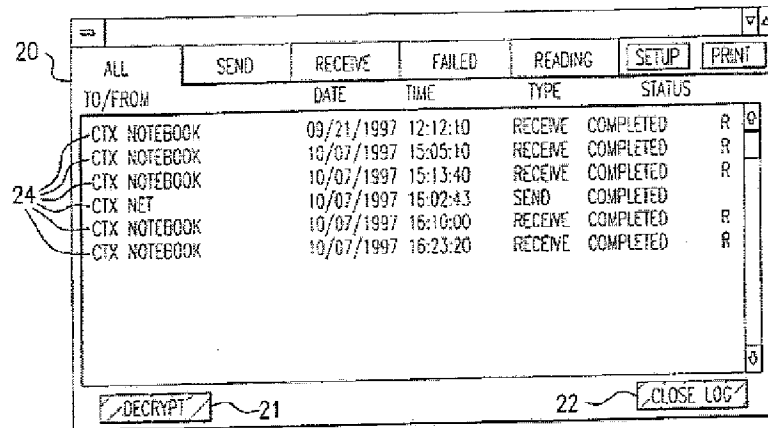 20
ALL SEND RECEIVE FAILED READING SETUP PRINT
TO/FROM DATE TIME TYPE STATUS
CTX NOTEBOOK 09/21/1997 12:12:10 RECEIVE COMPLETED R
CTX NOTEBOOK 10/07/1997 15:05:10 RECEIVE COMPLETED R
CTX NOTEBOOK 10/07/1997 15:13:40 RECEIVE COMPLETED R
24 CTX NET 10/07/1997 16:02:43 SEND COMPLETED
CTX NOTEBOOK 10/07/1997 16:10:00 RECEIVE COMPLETED R
CTX NOTEBOOK 10/07/1997 16:23:20 RECEIVE COMPLETED R
DECRYPT 21 22 CLOSE LOG